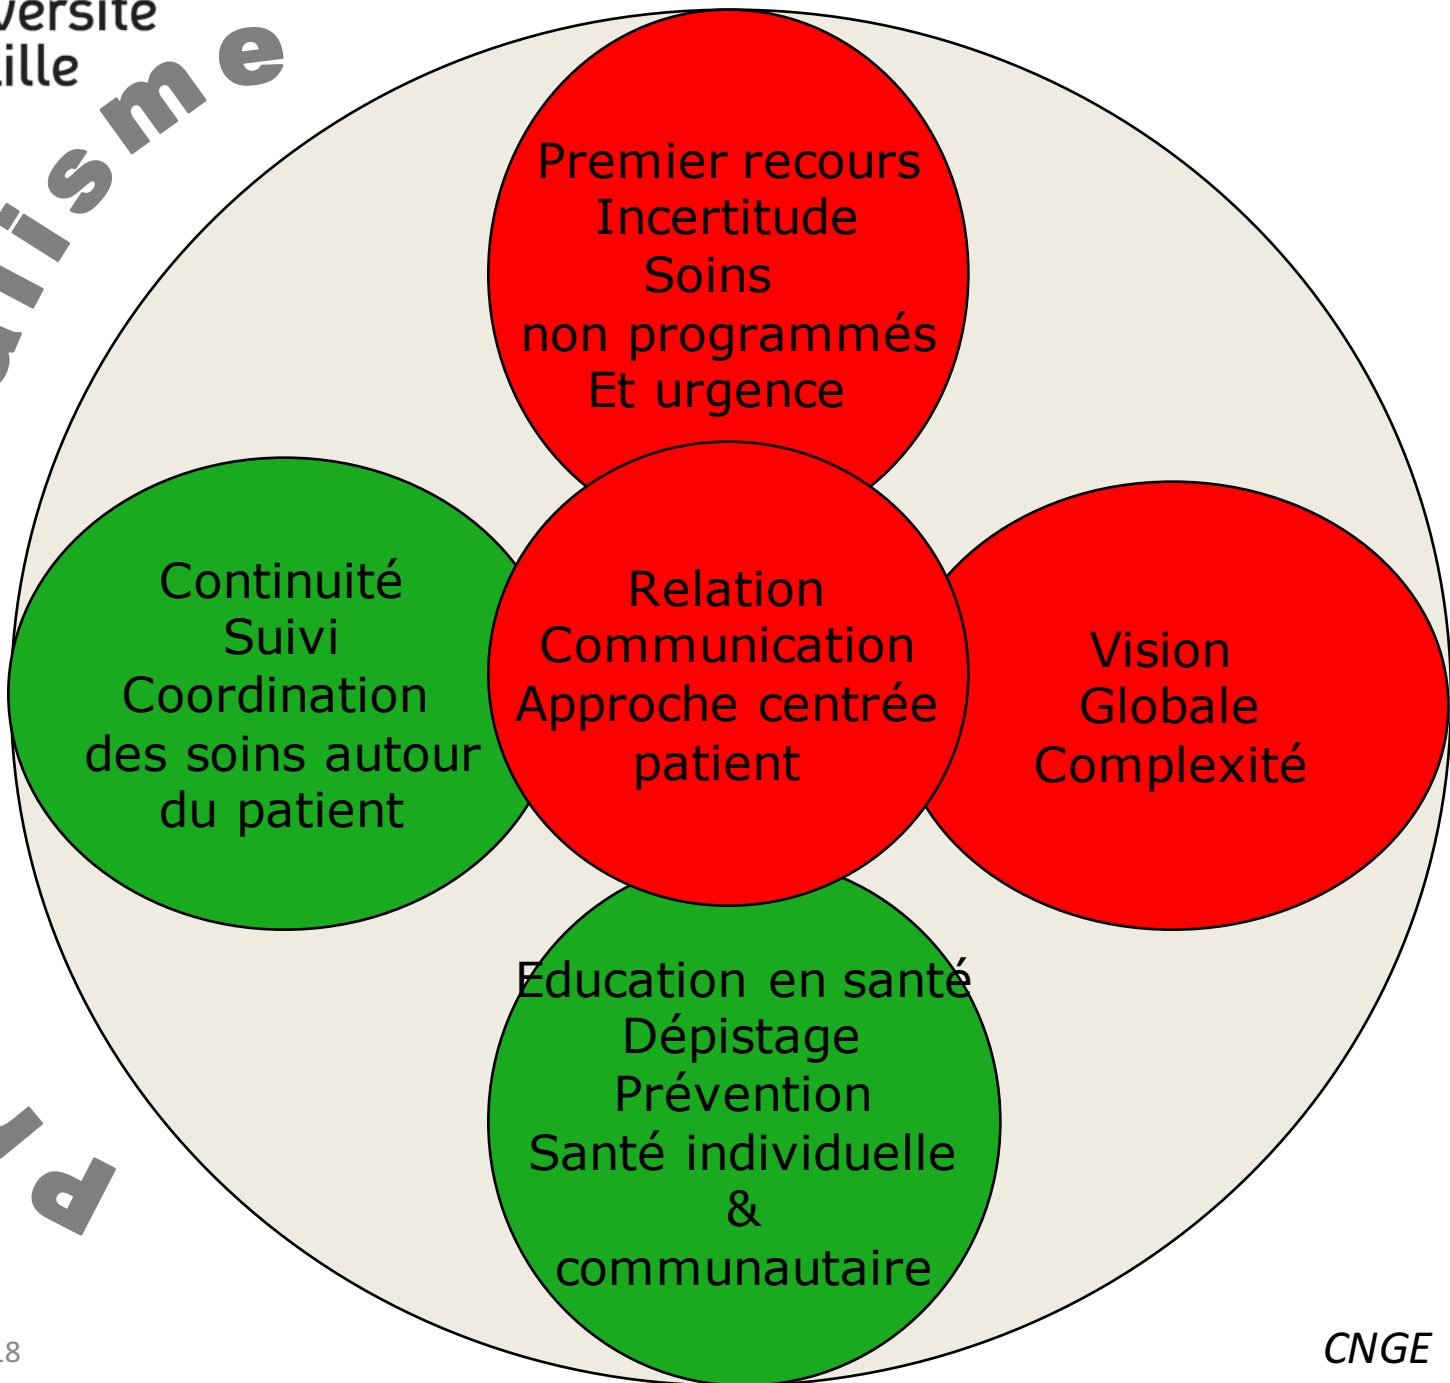 Premier recours
Incertitude
Soins
non programmés
Et urgence
Continuité
Suivi
Coordination
des soins autour
du patient
Relation
Communication
Approche centrée
patient
Vision
Globale
Complexité
Education en santé
Dépistage
Prévention
Santé individuelle
&
communautaire
CNGE